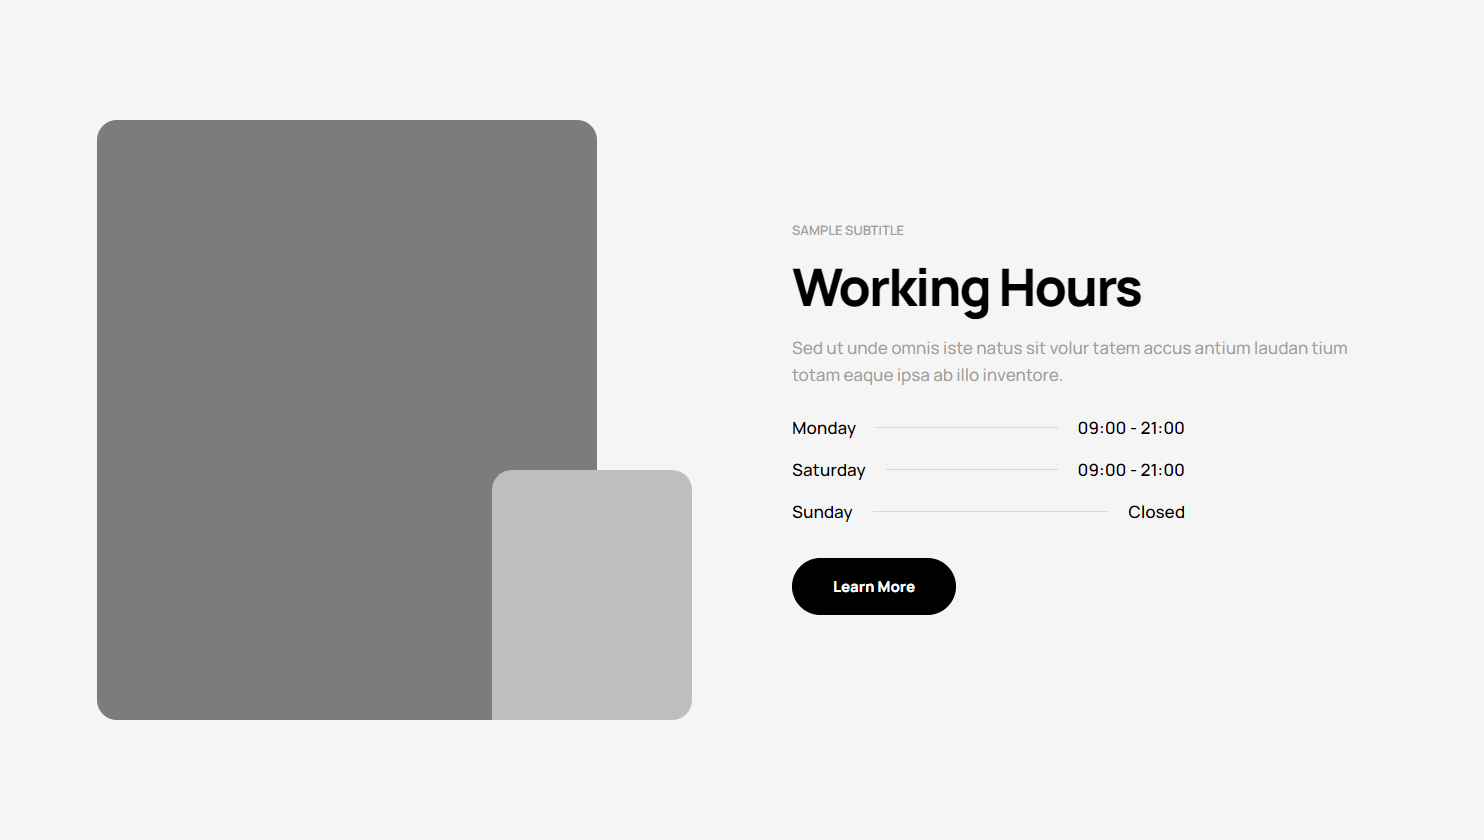 SAMPLE SUBTITLE
Working Hours
Sed ut unde omnis iste natus sit volur tatem accus antium laudan tium
totam eaque ipsa ab illo inventore.
Monday 09:00 - 21:00
Saturday 09:00 - 21:00
Sunday Closed
Learn More